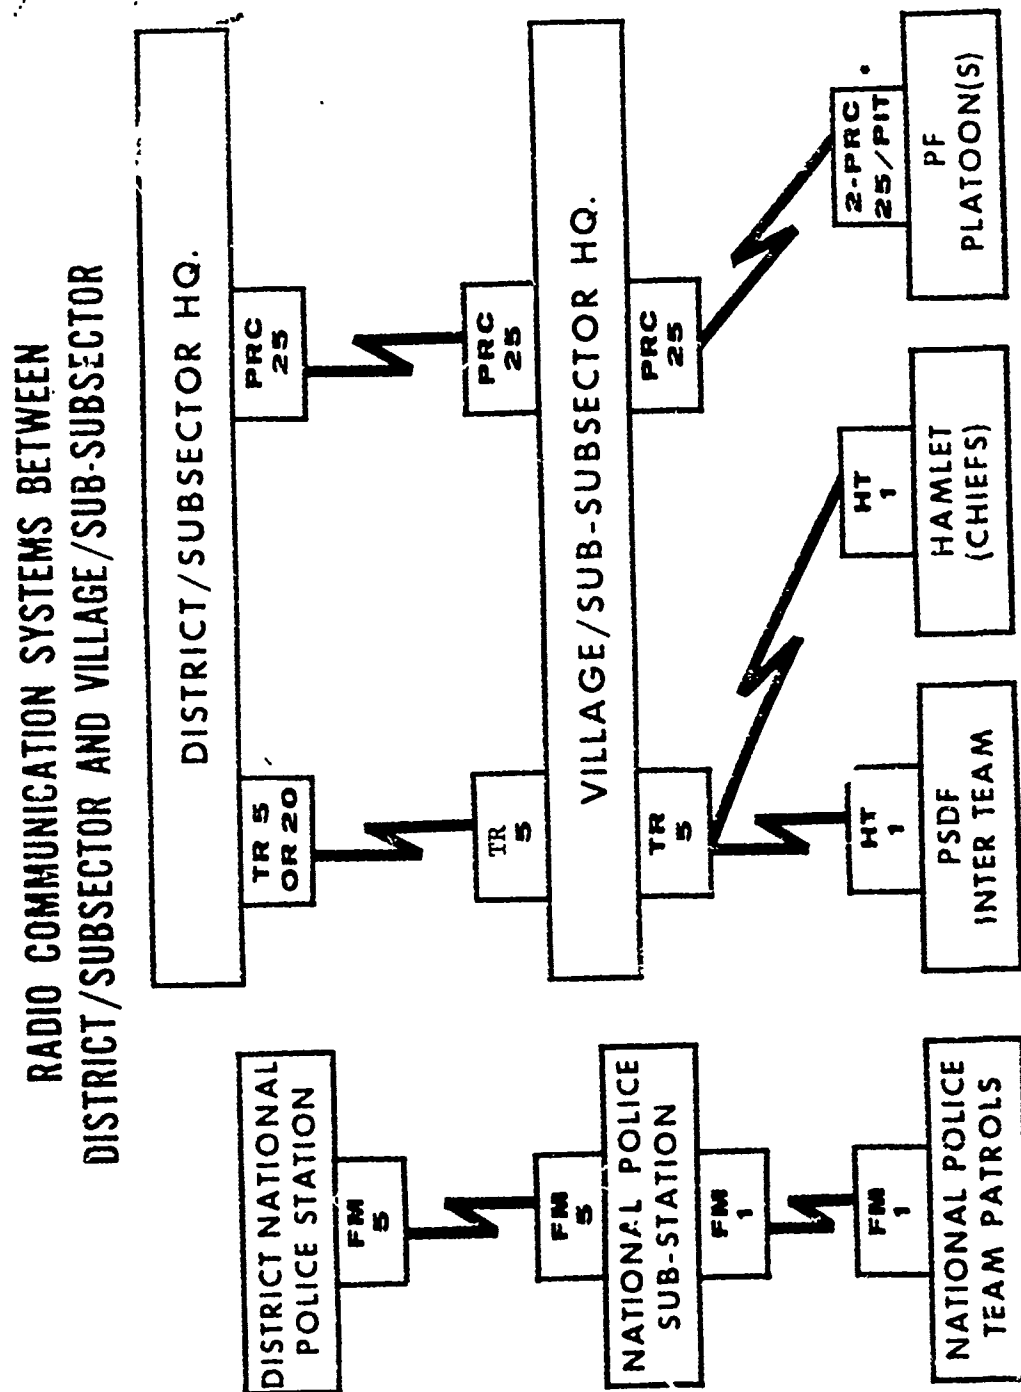 RADIO COMMUNICATION SYSTEMS BETWEEN
DISTRICT/SUBSECTOR AND VILLAGE/SUB-SUBSECTOR
DISTRICT NATIONAL
POLICE STATION
FM
5
FM
5
NATIONAL POLICE
SUB-STATION
FM
1
FM
1
NATIONAL POLICE
TEAM PATROLS
DISTRICT/SUBSECTOR HQ.
TR 5
OR 20
PRC
25
TR
5
PRC
25
VILLAGE/SUB-SUBSECTOR HQ.
TR
5
PRC
25
HT
1
PSDF
INTER TEAM
HT
1
HAMLET
(CHIEFS)
2-PRC
25/PIT *
PF
PLATOON(S)